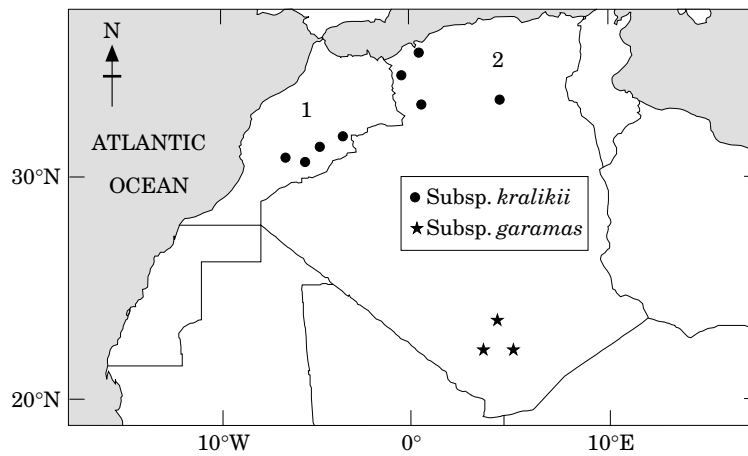 N
2
1
ATLANTIC
OCEAN
30°N
Subsp. kralikii
Subsp. garamas
20°N
10°W
0°
10°E